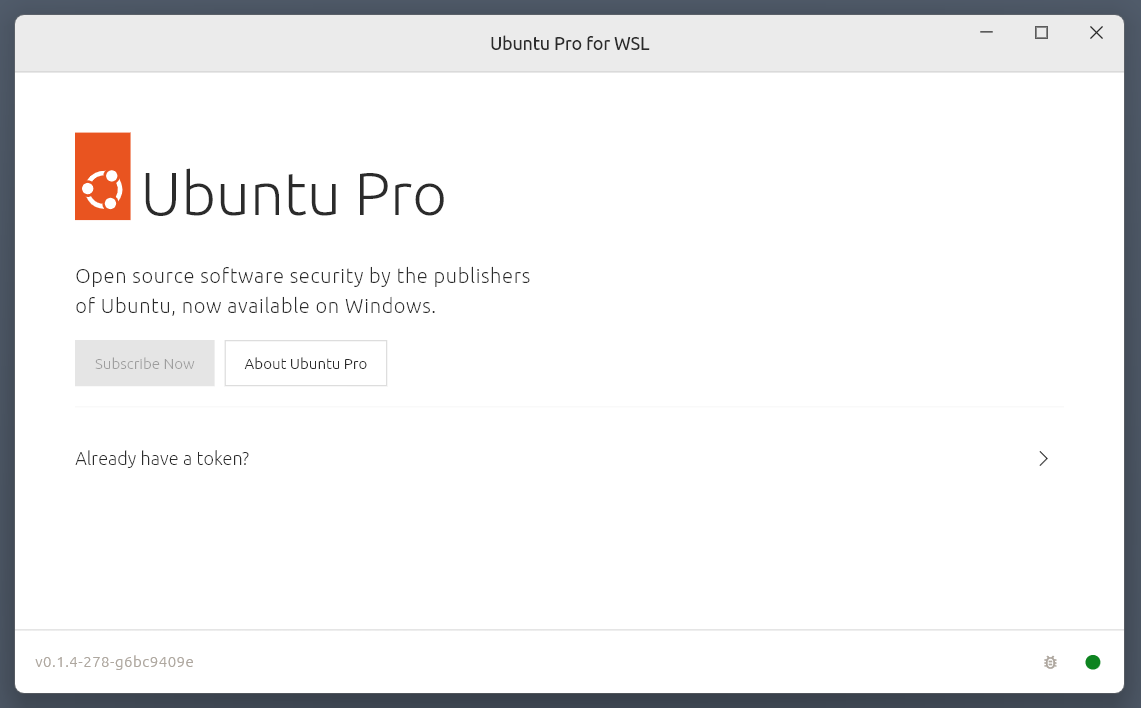 Ubuntu Pro for WSL
Ubuntu Pro
Open source software security by the publishers
of Ubuntu, now available on Windows.
Subscribe Now
About Ubuntu Pro
Already have a token?
v0.1.4-278-g6bc9409e